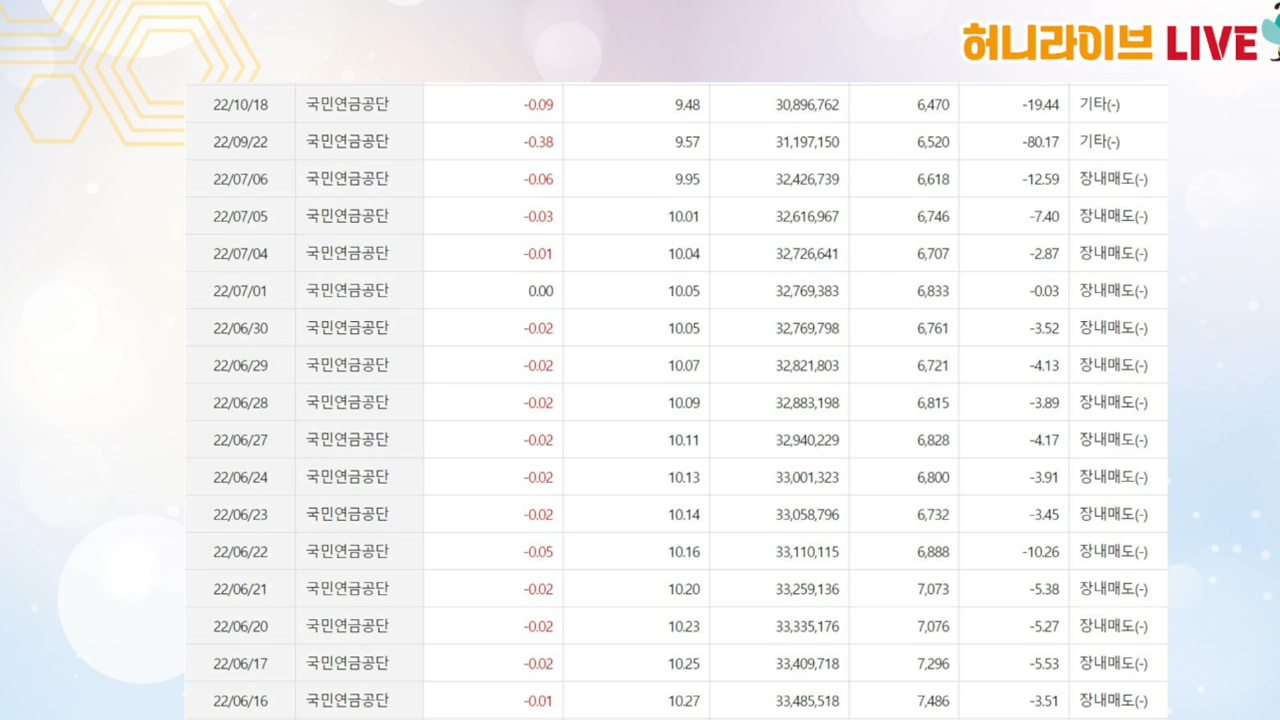 허니라이브 LIVE
22/10/18 국민연금공단 -0.09 9.48 30,896,762 6,470 -19.44 기타(-)
22/09/22 국민연금공단 -0.38 9.57 31,197,150 6,520 -80.17 기타(-)
22/07/06 국민연금공단 -0.06 9.95 32,426,739 6,618 -12.59 장내매도(-)
22/07/05 국민연금공단 -0.03 10.01 32,616,967 6,746 -7.40 장내매도(-)
22/07/04 국민연금공단 -0.01 10.04 32,726,641 6,707 -2.87 장내매도(-)
22/07/01 국민연금공단 0.00 10.05 32,769,383 6,833 -0.03 장내매도(-)
22/06/30 국민연금공단 -0.02 10.05 32,769,798 6,761 -3.52 장내매도(-)
22/06/29 국민연금공단 -0.02 10.07 32,821,803 6,721 -4.13 장내매도(-)
22/06/28 국민연금공단 -0.02 10.09 32,883,198 6,815 -3.89 장내매도(-)
22/06/27 국민연금공단 -0.02 10.11 32,940,229 6,828 -4.17 장내매도(-)
22/06/24 국민연금공단 -0.02 10.13 33,001,323 6,800 -3.91 장내매도(-)
22/06/23 국민연금공단 -0.02 10.14 33,058,796 6,732 -3.45 장내매도(-)
22/06/22 국민연금공단 -0.05 10.16 33,110,115 6,888 -10.26 장내매도(-)
22/06/21 국민연금공단 -0.02 10.20 33,259,136 7,073 -5.38 장내매도(-)
22/06/20 국민연금공단 -0.02 10.23 33,335,176 7,076 -5.27 장내매도(-)
22/06/17 국민연금공단 -0.02 10.25 33,409,718 7,296 -5.53 장내매도(-)
22/06/16 국민연금공단 -0.01 10.27 33,485,518 7,486 -3.51 장내매도(-)